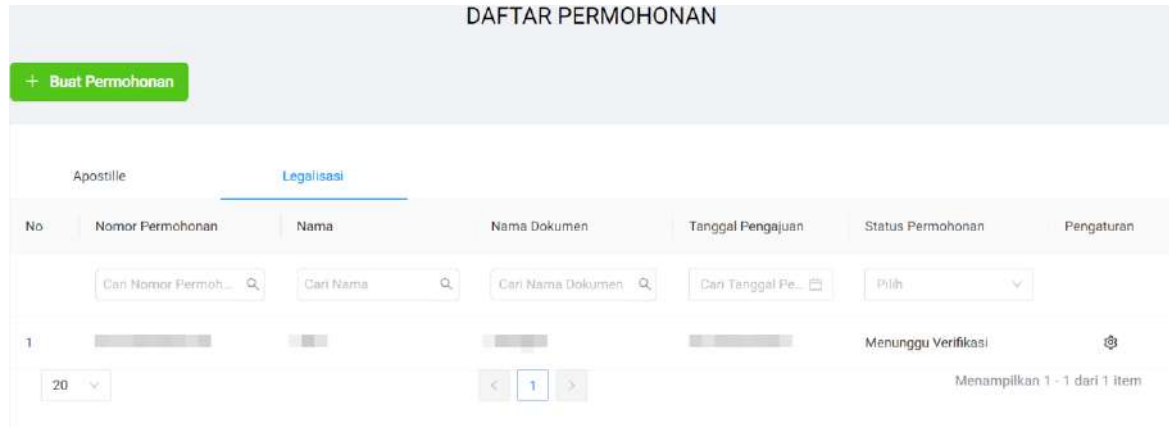 DAFTAR PERMOHONAN
+ Buat Permohonan
Apostille Legalisasi
No Nomor Permohonan Nama Nama Dokumen Tanggal Pengajuan Status Permohonan Pengaturan
Cari Nomor Permoh... Cari Nama Cari Nama Dokumen Cari Tanggal Pe... Pilih
1 Menunggu Verifikasi
20 < 1 > Menampilkan 1 - 1 dari 1 item